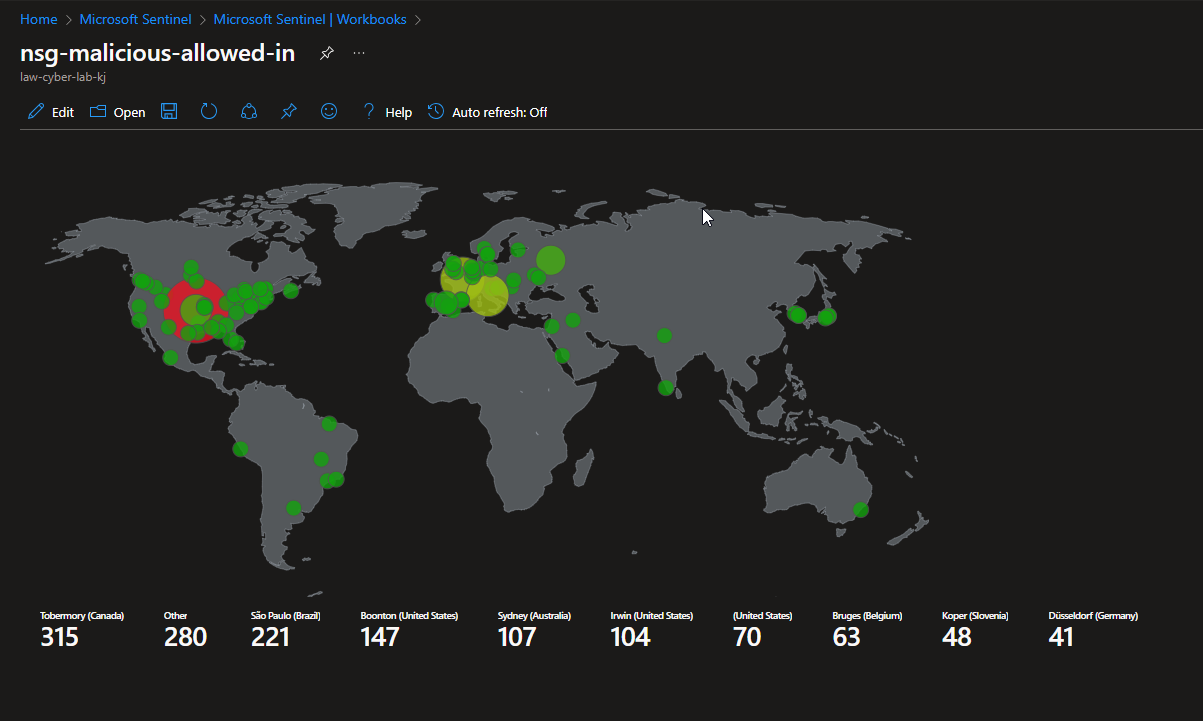 Home > Microsoft Sentinel > Microsoft Sentinel | Workbooks >
nsg-malicious-allowed-in
law-cyber-lab-kj
Edit Open Help Auto refresh: Off
Tobermory (Canada) Other São Paulo (Brazil) Boonton (United States) Sydney (Australia) Irwin (United States) (United States) Bruges (Belgium) Koper (Slovenia) Düsseldorf (Germany)
315 280 221 147 107 104 70 63 48 41